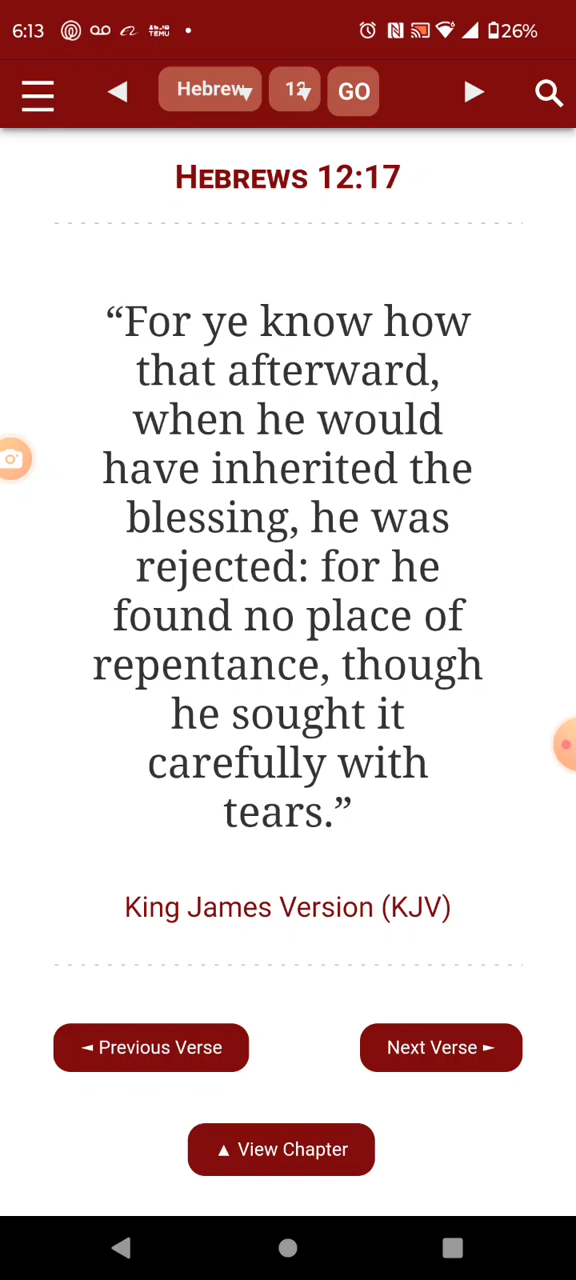 6:13 TEMU 26%
Hebrew 12 GO
HEBREWS 12:17
“For ye know how
that afterward,
when he would
have inherited the
blessing, he was
rejected: for he
found no place of
repentance, though
he sought it
carefully with
tears.”
King James Version (KJV)
◄ Previous Verse Next Verse ►
▲ View Chapter